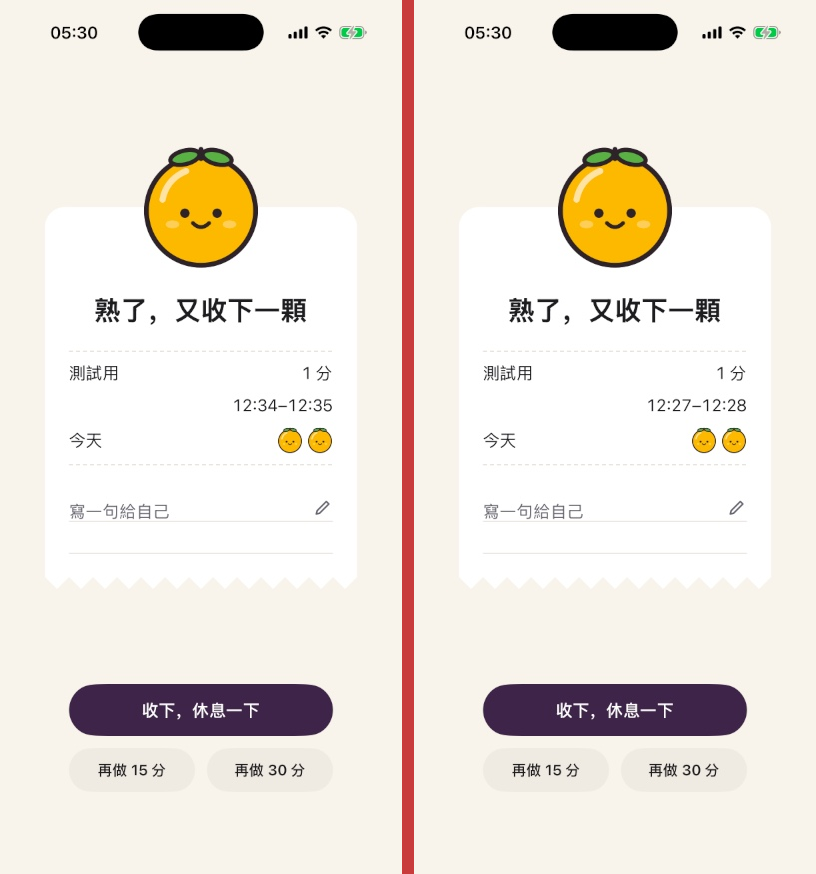 05:30
熟了，又收下一顆
測試用 1 分
12:34–12:35
今天
寫一句給自己
收下，休息一下
再做 15 分 再做 30 分
05:30
熟了，又收下一顆
測試用 1 分
12:27–12:28
今天
寫一句給自己
收下，休息一下
再做 15 分 再做 30 分